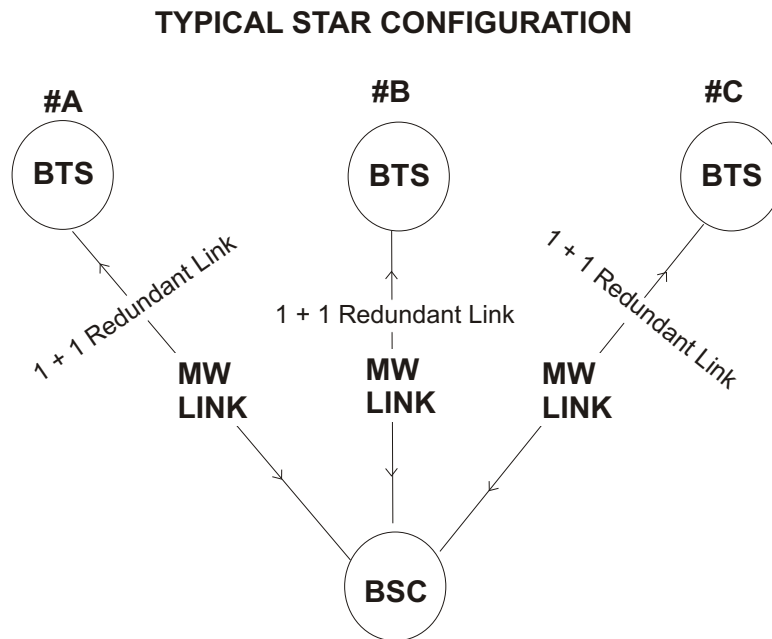 TYPICAL STAR CONFIGURATION
#A
#B
#C
BTS
BTS
BTS
1 + 1 Redundant Link
1 + 1 Redundant Link
1 + 1 Redundant Link
MW
LINK
MW
LINK
MW
LINK
BSC